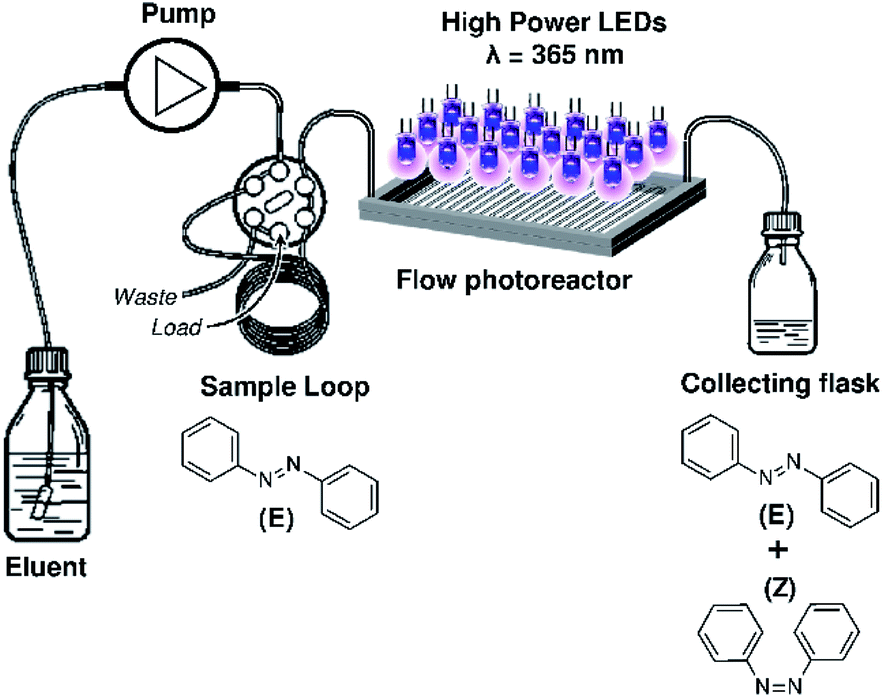 Pump
High Power LEDs
λ = 365 nm
Flow photoreactor
Waste
Load
Sample Loop
Collecting flask
N=N
(E)
N=N
(E)
+
(Z)
N=N
Eluent